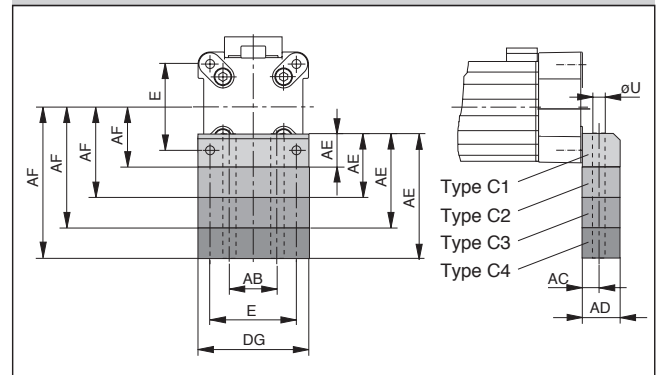 E
AF
AF
AF
AF
AE
AE
AE
AE
AB
E
DG
øU
Type C1
Type C2
Type C3
Type C4
AC
AD